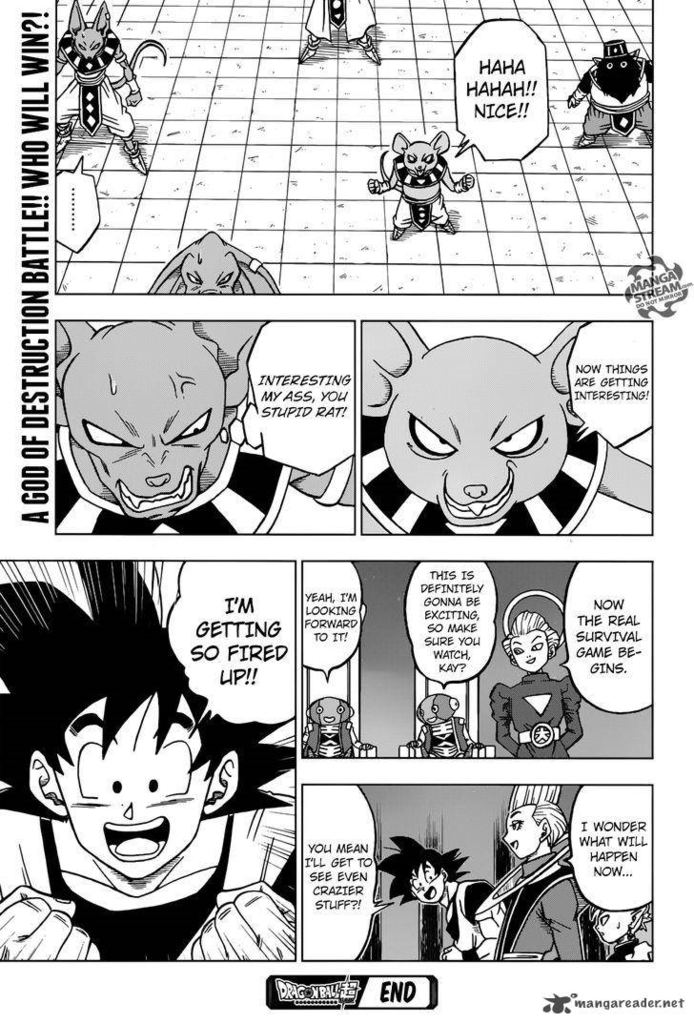 A GOD OF DESTRUCTION BATTLE!! WHO WILL WIN?!
HAHA
HAHAH!!
NICE!!
.........
MANGA
STREAM.com
DO NOT MIRROR
NOW THINGS
ARE GETTING
INTERESTING!
INTERESTING
MY ASS, YOU
STUPID RAT!
NOW
THE REAL
SURVIVAL
GAME BE-
GINS.
THIS IS
DEFINITELY
GONNA BE
EXCITING,
SO MAKE
SURE YOU
WATCH,
KAY?
YEAH, I'M
LOOKING
FORWARD
TO IT!
I'M
GETTING
SO FIRED
UP!!
I WONDER
WHAT WILL
HAPPEN
NOW...
YOU MEAN
I'LL GET TO
SEE EVEN
CRAZIER
STUFF?!
大
DRAGON BALL 超
END
mangareader.net